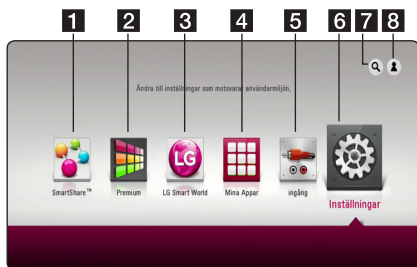 1 2 3 4 5 6 7 8
Ändra till inställningar som motsvarar användarmiljön,
LG
SmartShare™ Premium LG Smart World Mina Appar ingång
Inställningar